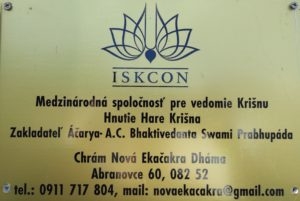 ISKCON
Medzinárodná spoločnosť pre vedomie Krišnu
Hnutie Hare Krišna
Zakladateľ Áčarya- A.C. Bhaktivedanta Swami Prabhupáda
Chrám Nová Ekačakra Dháma
Abranovce 60, 082 52
tel.: 0911 717 804, mail: novaekacakra@gmail.com